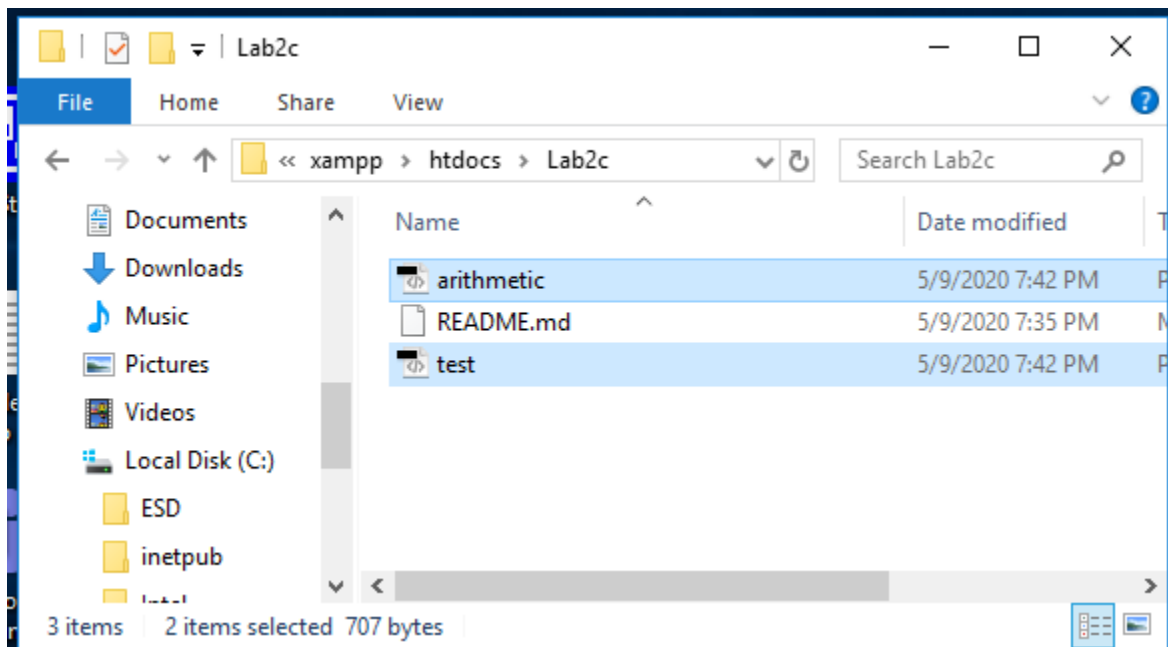 Lab2c
File Home Share View
« xampp > htdocs > Lab2c Search Lab2c
Documents
Downloads
Music
Pictures
Videos
Local Disk (C:)
ESD
inetpub
Name Date modified
arithmetic 5/9/2020 7:42 PM
README.md 5/9/2020 7:35 PM
test 5/9/2020 7:42 PM
3 items 2 items selected 707 bytes